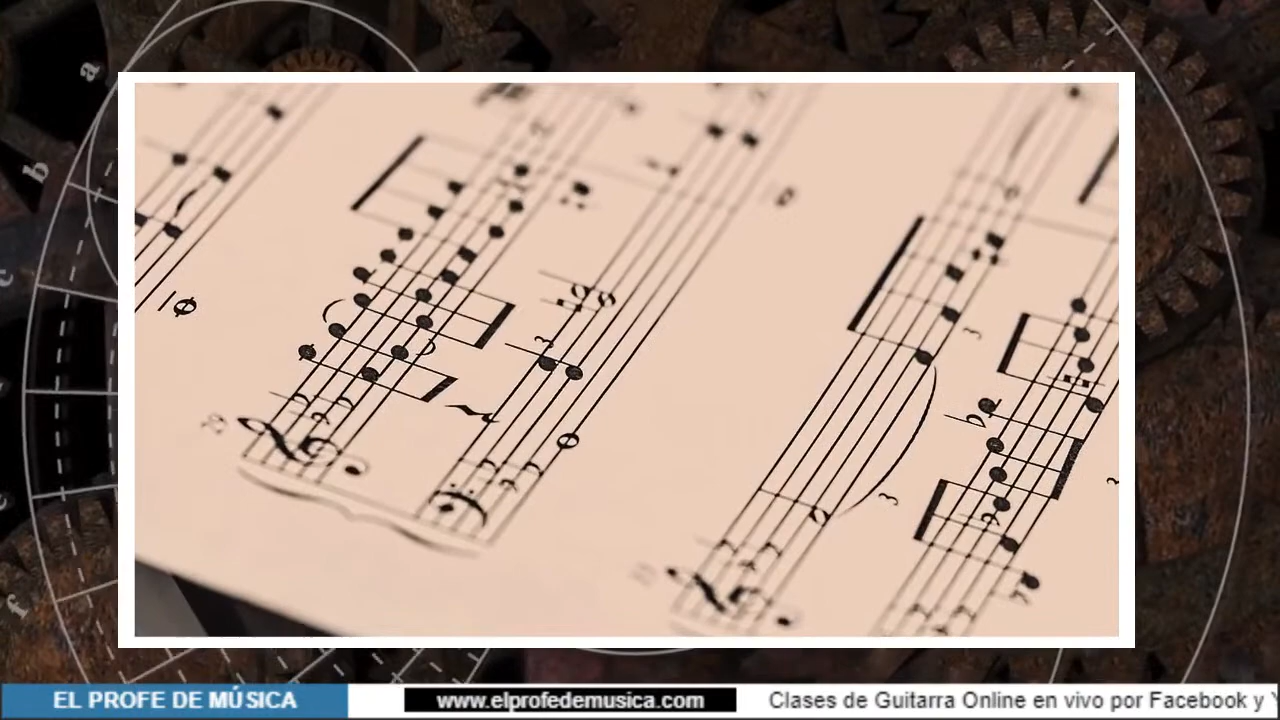 a
b
c
e
f
EL PROFE DE MÚSICA
www.elprofedemusica.com
Clases de Guitarra Online en vivo por Facebook y